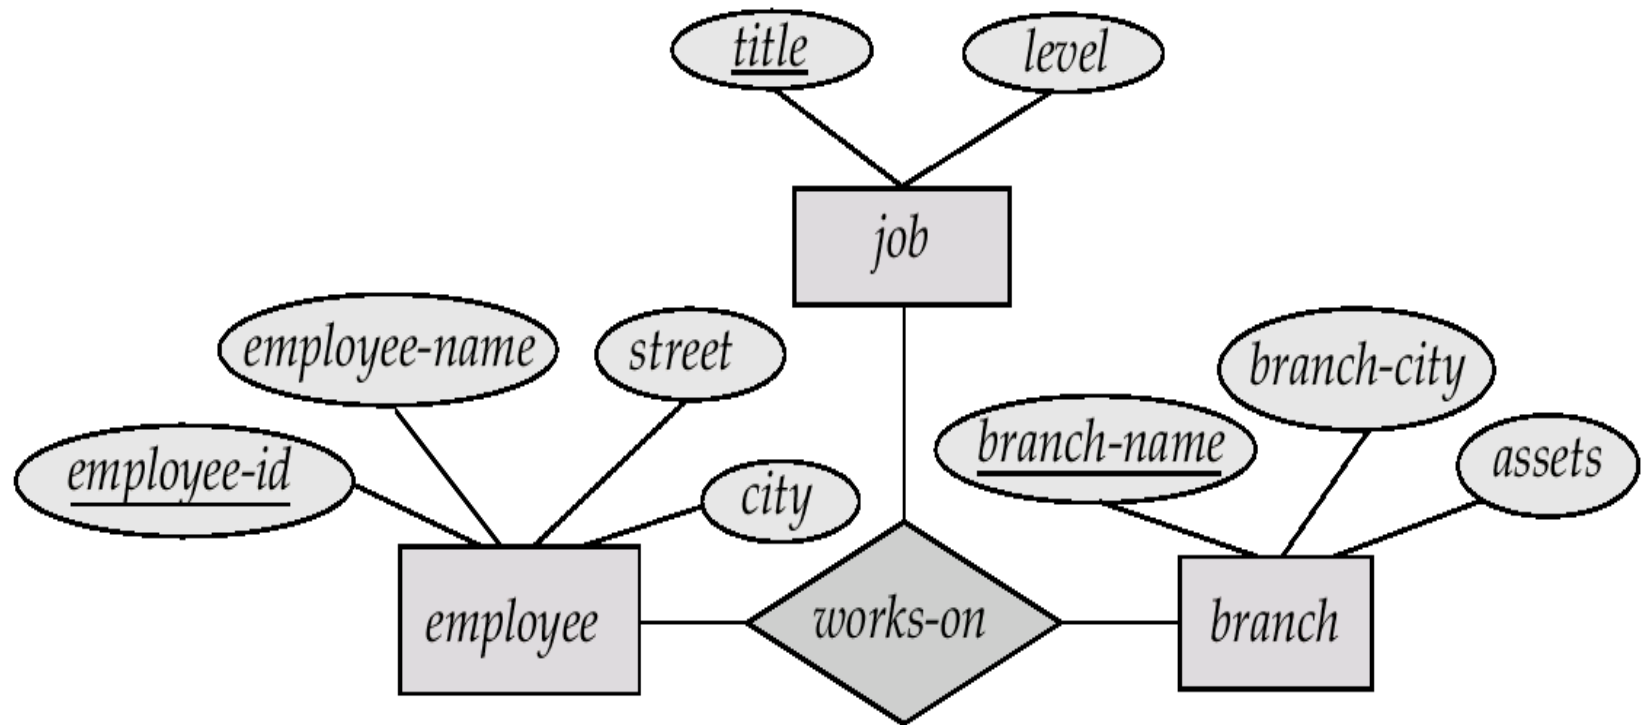 title
level
job
employee-name
street
branch-city
employee-id
branch-name
assets
city
employee
works-on
branch